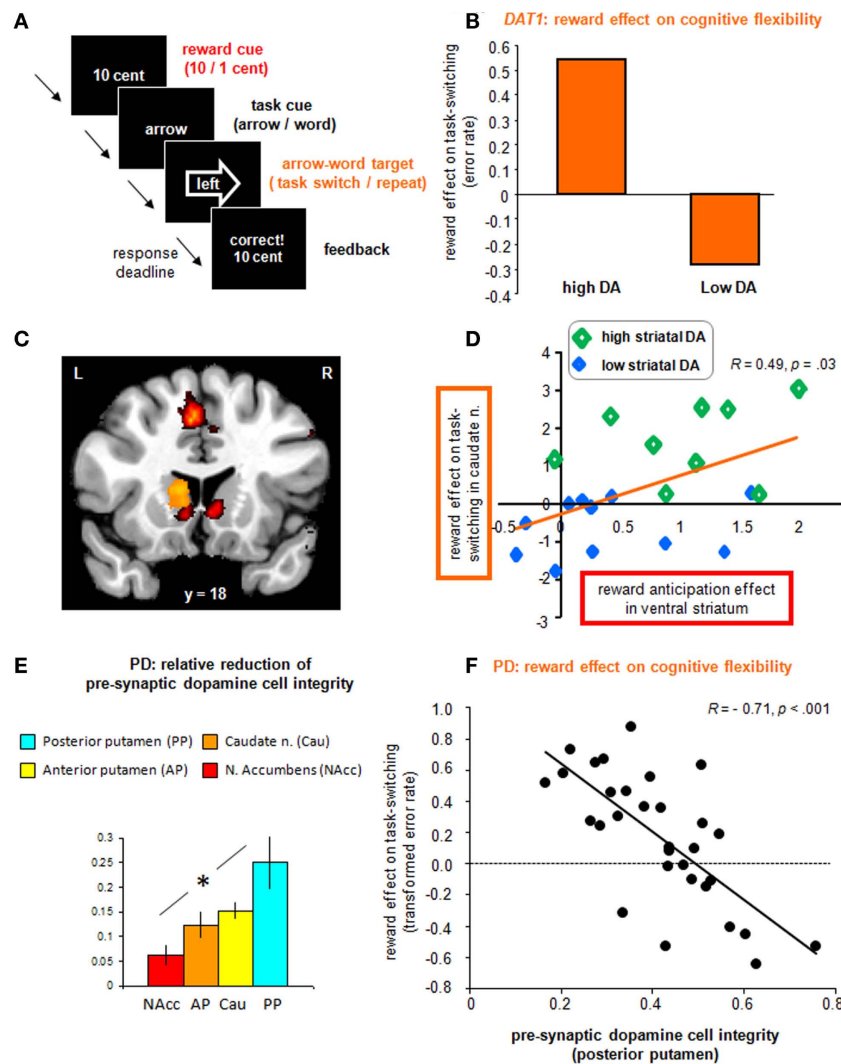 A
10 cent
reward cue
(10 / 1 cent)
arrow
task cue
(arrow / word)
left
arrow-word target
( task switch / repeat)
response
deadline
correct!
10 cent
feedback
B
DAT1: reward effect on cognitive flexibility
reward effect on task-switching
(error rate)
0.6
0.5
0.4
0.3
0.2
0.1
0
-0.1
-0.2
-0.3
-0.4
high DA
Low DA
C
L
R
y = 18
D
high striatal DA
low striatal DA
R = 0.49, p = .03
reward effect on task-
switching in caudate n.
4
3
2
1
0
-1
-2
-3
-0.5
0
0.5
1
1.5
2
reward anticipation effect
in ventral striatum
E
PD: relative reduction of
pre-synaptic dopamine cell integrity
Posterior putamen (PP)
Caudate n. (Cau)
Anterior putamen (AP)
N. Accumbens (NAcc)
0.3
0.25
0.2
0.15
0.1
0.05
0
*
NAcc
AP
Cau
PP
F
PD: reward effect on cognitive flexibility
R = - 0.71, p < .001
reward effect on task-switching
(transformed error rate)
1.0
0.8
0.6
0.4
0.2
0.0
-0.2
-0.4
-0.6
-0.8
0
0.2
0.4
0.6
0.8
pre-synaptic dopamine cell integrity
(posterior putamen)